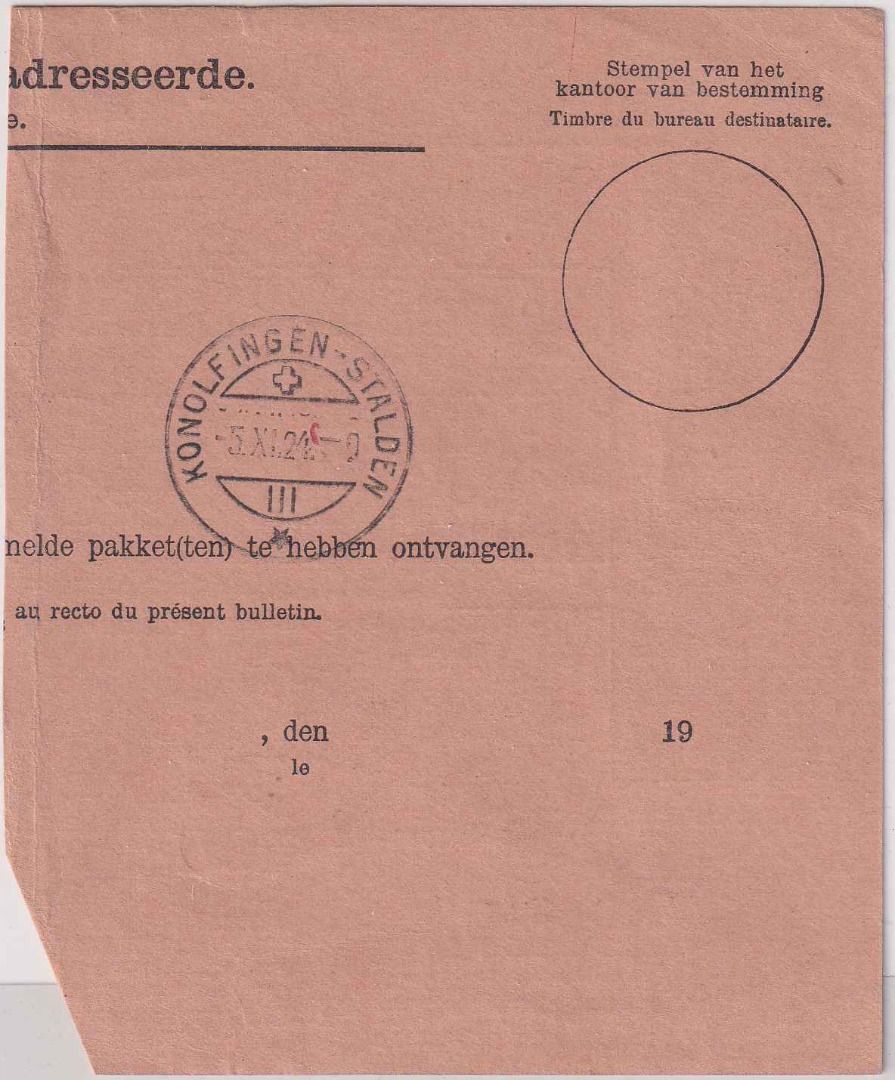 adresseerde.
e.
Stempel van het
kantoor van bestemming
Timbre du bureau destinataire.
KONOLFINGEN-STALDEN
-5.XI.24.
III
melde pakket(ten) te hebben ontvangen.
au recto du présent bulletin.
, den 19
le